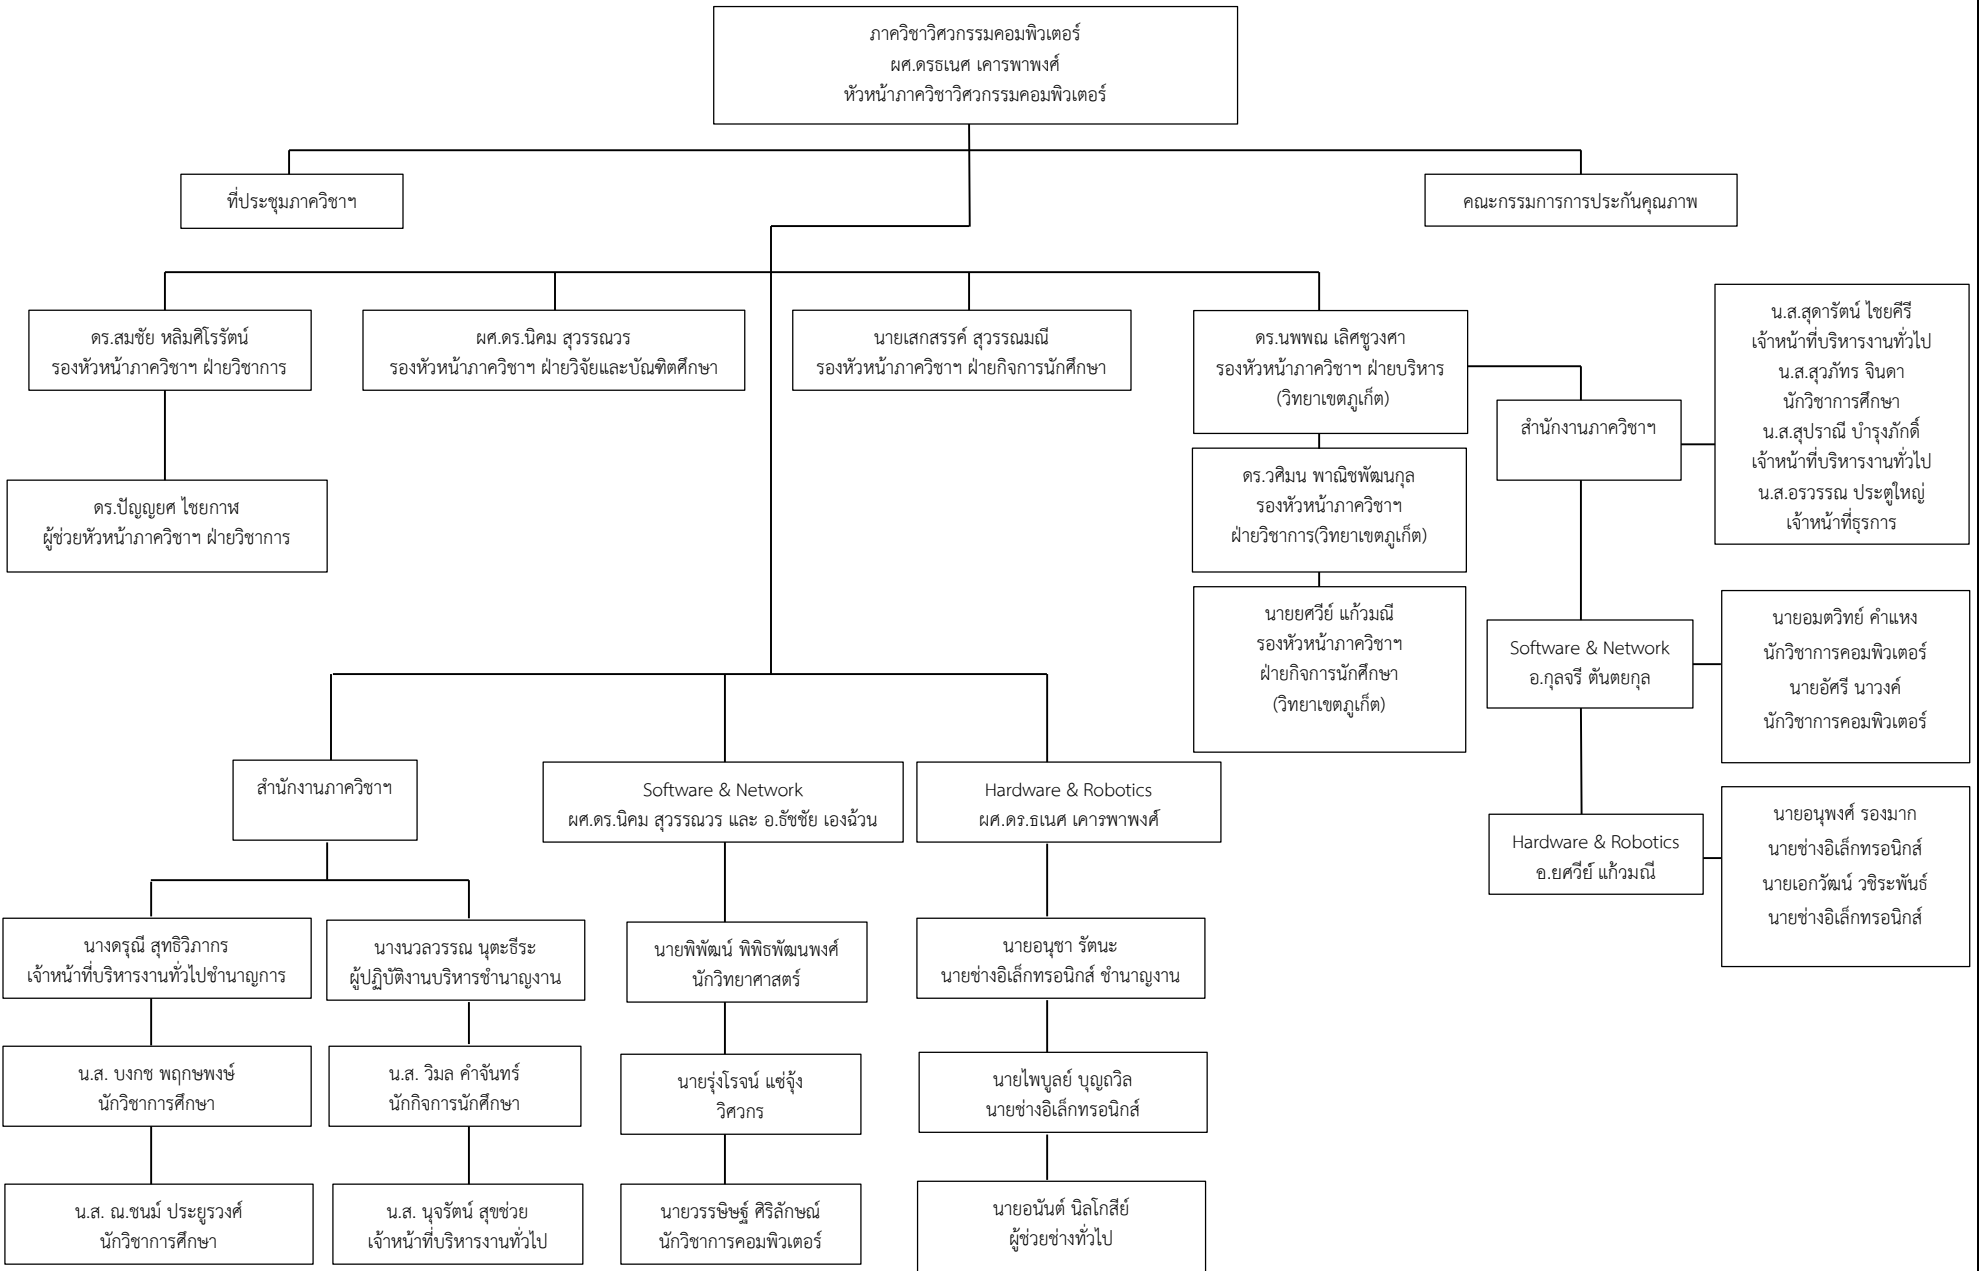 ภาควิชาวิศวกรรมคอมพิวเตอร์
ผศ.ดรธเนศ เคารพาพงศ์
หัวหน้าภาควิชาวิศวกรรมคอมพิวเตอร์
ที่ประชุมภาควิชาฯ
คณะกรรมการการประกันคุณภาพ
ดร.สมชัย หลิมศิโรรัตน์
รองหัวหน้าภาควิชาฯ ฝ่ายวิชาการ
ผศ.ดร.นิคม สุวรรณวร
รองหัวหน้าภาควิชาฯ ฝ่ายวิจัยและบัณฑิตศึกษา
นายเสกสรรค์ สุวรรณมณี
รองหัวหน้าภาควิชาฯ ฝ่ายกิจการนักศึกษา
ดร.นพพณ เลิศชูวงศา
รองหัวหน้าภาควิชาฯ ฝ่ายบริหาร
(วิทยาเขตภูเก็ต)
สำนักงานภาควิชาฯ
น.ส.สุดารัตน์ ไชยคีรี
เจ้าหน้าที่บริหารงานทั่วไป
น.ส.สุวภัทร จินดา
นักวิชาการศึกษา
น.ส.สุปราณี บำรุงภักดิ์
เจ้าหน้าที่บริหารงานทั่วไป
น.ส.อรวรรณ ประตูใหญ่
เจ้าหน้าที่ธุรการ
ดร.ปัญญยศ ไชยกาฬ
ผู้ช่วยหัวหน้าภาควิชาฯ ฝ่ายวิชาการ
ดร.วศิมน พาณิชพัฒนกุล
รองหัวหน้าภาควิชาฯ
ฝ่ายวิชาการ(วิทยาเขตภูเก็ต)
นายยศวีย์ แก้วมณี
รองหัวหน้าภาควิชาฯ
ฝ่ายกิจการนักศึกษา
(วิทยาเขตภูเก็ต)
Software & Network
อ.กุลจรี ตันตยกุล
นายอมตวิทย์ คำแหง
นักวิชาการคอมพิวเตอร์
นายอัศรี นาวงค์
นักวิชาการคอมพิวเตอร์
Hardware & Robotics
อ.ยศวีย์ แก้วมณี
นายอนุพงศ์ รองมาก
นายช่างอิเล็กทรอนิกส์
นายเอกวัฒน์ วชิระพันธ์
นายช่างอิเล็กทรอนิกส์
สำนักงานภาควิชาฯ
Software & Network
ผศ.ดร.นิคม สุวรรณวร และ อ.ธัชชัย เองฉ้วน
Hardware & Robotics
ผศ.ดร.ธเนศ เคารพาพงศ์
นางดรุณี สุทธิวิภากร
เจ้าหน้าที่บริหารงานทั่วไปชำนาญการ
นางนวลวรรณ นุตะธีระ
ผู้ปฏิบัติงานบริหารชำนาญงาน
นายพิพัฒน์ พิพิธพัฒนพงศ์
นักวิทยาศาสตร์
นายอนุชา รัตนะ
นายช่างอิเล็กทรอนิกส์ ชำนาญงาน
น.ส. บงกช พฤกษพงษ์
นักวิชาการศึกษา
น.ส. วิมล คำจันทร์
นักกิจการนักศึกษา
นายรุ่งโรจน์ แซ่จุ้ง
วิศวกร
นายไพบูลย์ บุญถวิล
นายช่างอิเล็กทรอนิกส์
น.ส. ณ.ชนม์ ประยูรวงศ์
นักวิชาการศึกษา
น.ส. นุจรัตน์ สุขช่วย
เจ้าหน้าที่บริหารงานทั่วไป
นายวรรษิษฐ์ ศิริลักษณ์
นักวิชาการคอมพิวเตอร์
นายอนันต์ นิลโกสีย์
ผู้ช่วยช่างทั่วไป